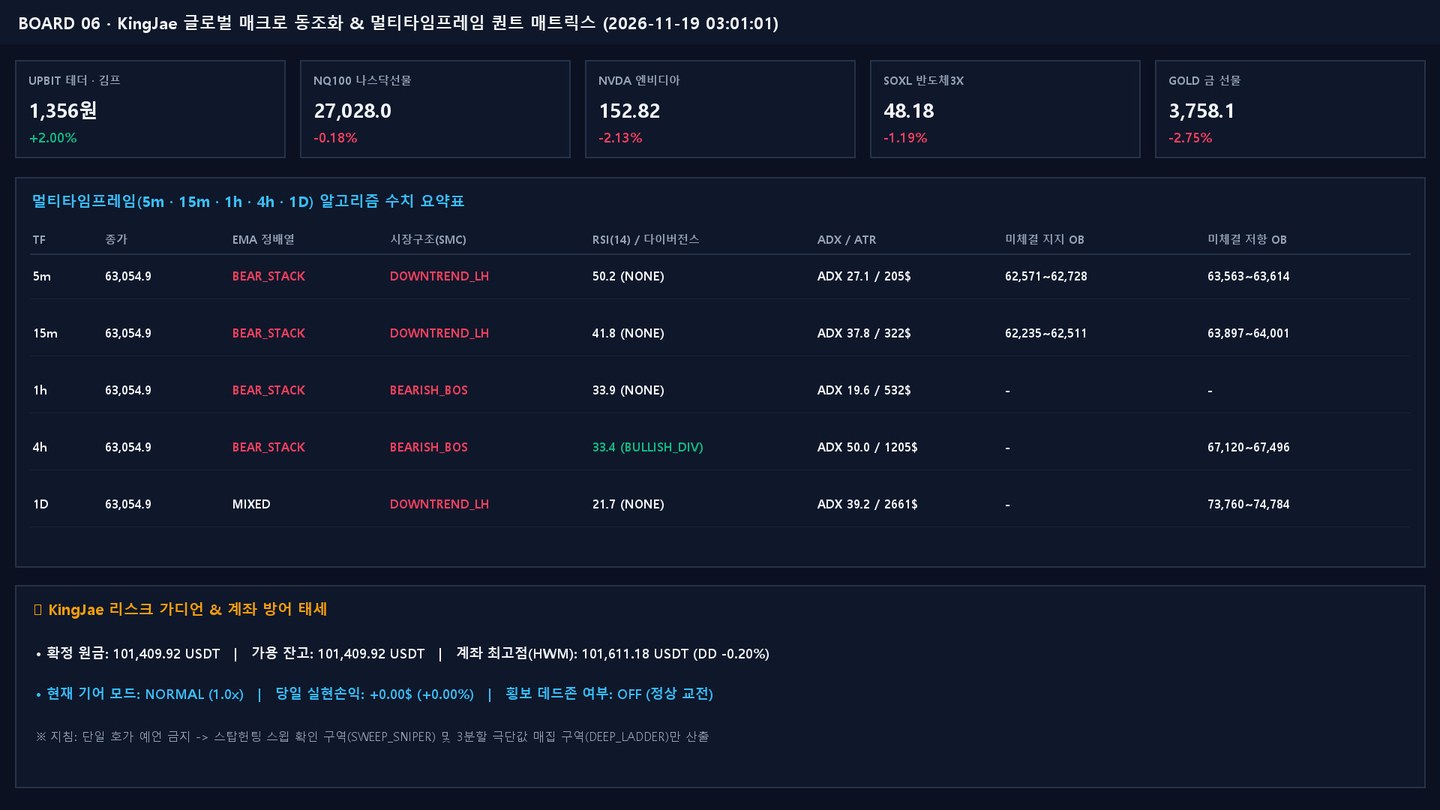 BOARD 06 · KingJae 글로벌 매크로 동조화 & 멀티타임프레임 퀀트 매트릭스 (2026-11-19 03:01:01)
UPBIT 테더 · 김프 NQ100 나스닥선물 NVDA 엔비디아 SOXL 반도체3X GOLD 금 선물
1,356원 27,028.0 152.82 48.18 3,758.1
+2.00% -0.18% -2.13% -1.19% -2.75%
멀티타임프레임(5m · 15m · 1h · 4h · 1D) 알고리즘 수치 요약표
TF 종가 EMA 정배열 시장구조(SMC) RSI(14) / 다이버전스 ADX / ATR 미체결 지지 OB 미체결 저항 OB
5m 63,054.9 BEAR_STACK DOWNTREND_LH 50.2 (NONE) ADX 27.1 / 205$ 62,571~62,728 63,563~63,614
15m 63,054.9 BEAR_STACK DOWNTREND_LH 41.8 (NONE) ADX 37.8 / 322$ 62,235~62,511 63,897~64,001
1h 63,054.9 BEAR_STACK BEARISH_BOS 33.9 (NONE) ADX 19.6 / 532$ - -
4h 63,054.9 BEAR_STACK BEARISH_BOS 33.4 (BULLISH_DIV) ADX 50.0 / 1205$ - 67,120~67,496
1D 63,054.9 MIXED DOWNTREND_LH 21.7 (NONE) ADX 39.2 / 2661$ - 73,760~74,784
KingJae 리스크 가디언 & 계좌 방어 태세
• 확정 원금: 101,409.92 USDT | 가용 잔고: 101,409.92 USDT | 계좌 최고점(HWM): 101,611.18 USDT (DD -0.20%)
• 현재 기어 모드: NORMAL (1.0x) | 당일 실현손익: +0.00$ (+0.00%) | 횡보 데드존 여부: OFF (정상 교전)
※ 지침: 단일 호가 예언 금지 -> 스탑헌팅 스윕 확인 구역(SWEEP_SNIPER) 및 3분할 극단값 매집 구역(DEEP_LADDER)만 산출